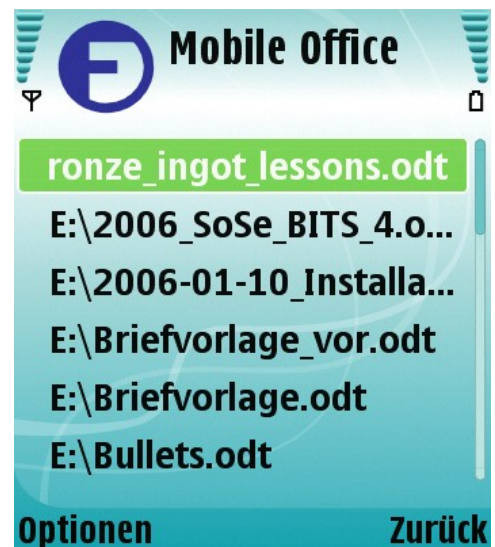 Mobile Office
ronze_ingot_lessons.odt
E:\2006_SoSe_BITS_4.o...
E:\2006-01-10_Installa...
E:\Briefvorlage_vor.odt
E:\Briefvorlage.odt
E:\Bullets.odt
Optionen Zurück